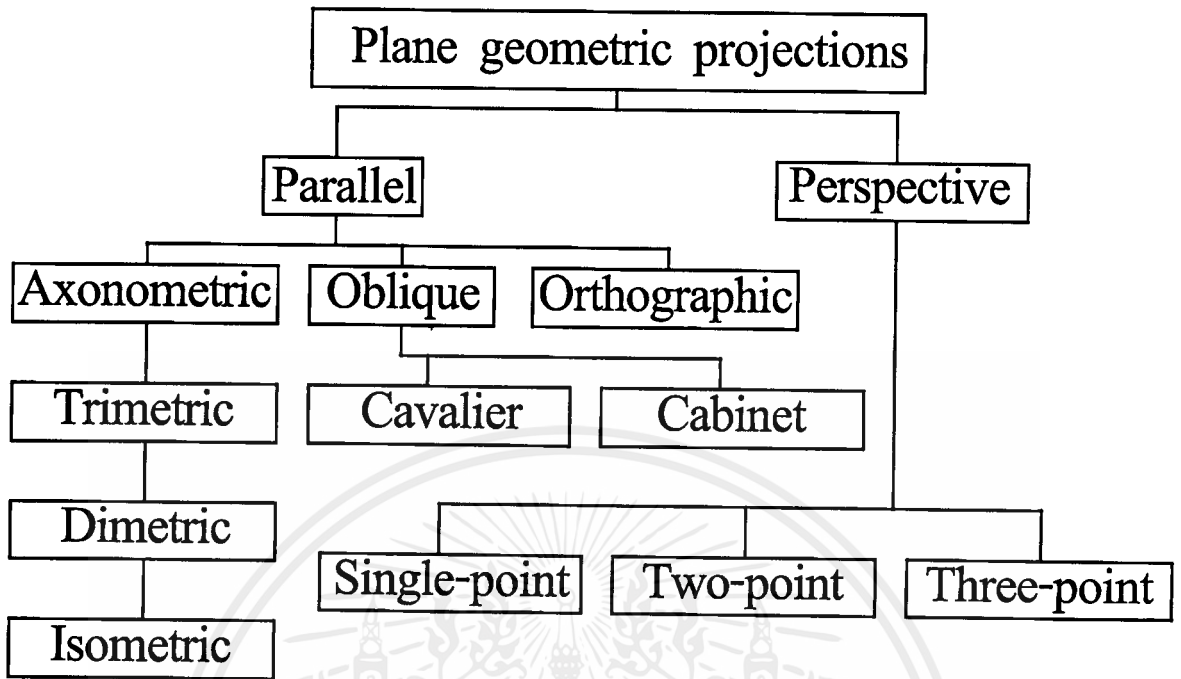 Plane geometric projections
Parallel
Perspective
Axonometric
Oblique
Orthographic
Trimetric
Cavalier
Cabinet
Dimetric
Single-point
Two-point
Three-point
Isometric